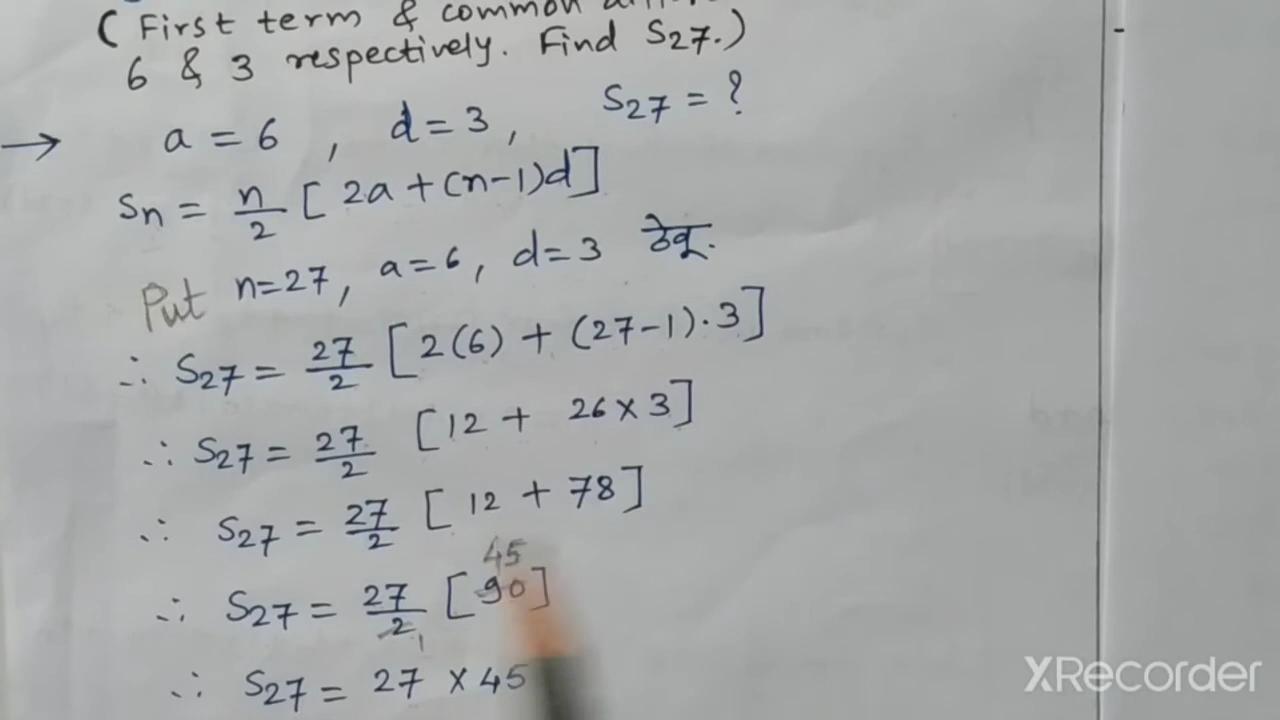 (First term & common
6 & 3 respectively. Find S27.)
→ a = 6 , d = 3, S27 = ?
Sn = n/2 [ 2a + (n-1)d ]
Put n=27, a=6, d=3 ठेवू.
∴ S27 = 27/2 [ 2(6) + (27-1).3 ]
∴ S27 = 27/2 [ 12 + 26 × 3 ]
∴ S27 = 27/2 [ 12 + 78 ]
45
∴ S27 = 27/2 [ 90 ]
1
∴ S27 = 27 × 45
XRecorder